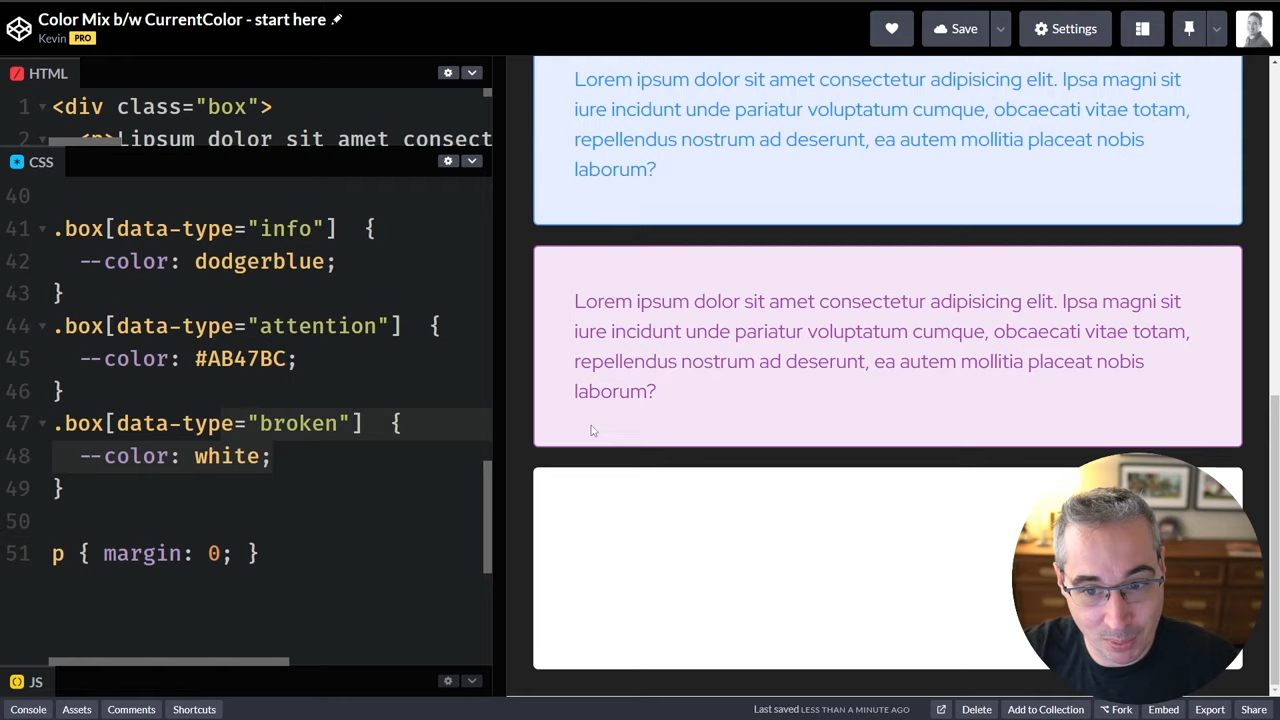 Color Mix b/w CurrentColor - start here
Kevin PRO
Save
Settings
HTML
1 <div class="box">
2 <p>Lipsum dolor sit amet consect
CSS
40
41 .box[data-type="info"] {
42 --color: dodgerblue;
43 }
44 .box[data-type="attention"] {
45 --color: #AB47BC;
46 }
47 .box[data-type="broken"] {
48 --color: white;
49 }
50
51 p { margin: 0; }
JS
Lorem ipsum dolor sit amet consectetur adipisicing elit. Ipsa magni sit
iure incidunt unde pariatur voluptatum cumque, obcaecati vitae totam,
repellendus nostrum ad deserunt, ea autem mollitia placeat nobis
laborum?
Lorem ipsum dolor sit amet consectetur adipisicing elit. Ipsa magni sit
iure incidunt unde pariatur voluptatum cumque, obcaecati vitae totam,
repellendus nostrum ad deserunt, ea autem mollitia placeat nobis
laborum?
Console Assets Comments Shortcuts
Last saved LESS THAN A MINUTE AGO
Delete Add to Collection Fork Embed Export Share